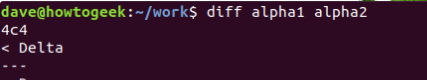 dave@howtogeek:~/work$ diff alpha1 alpha2
4c4
< Delta
---